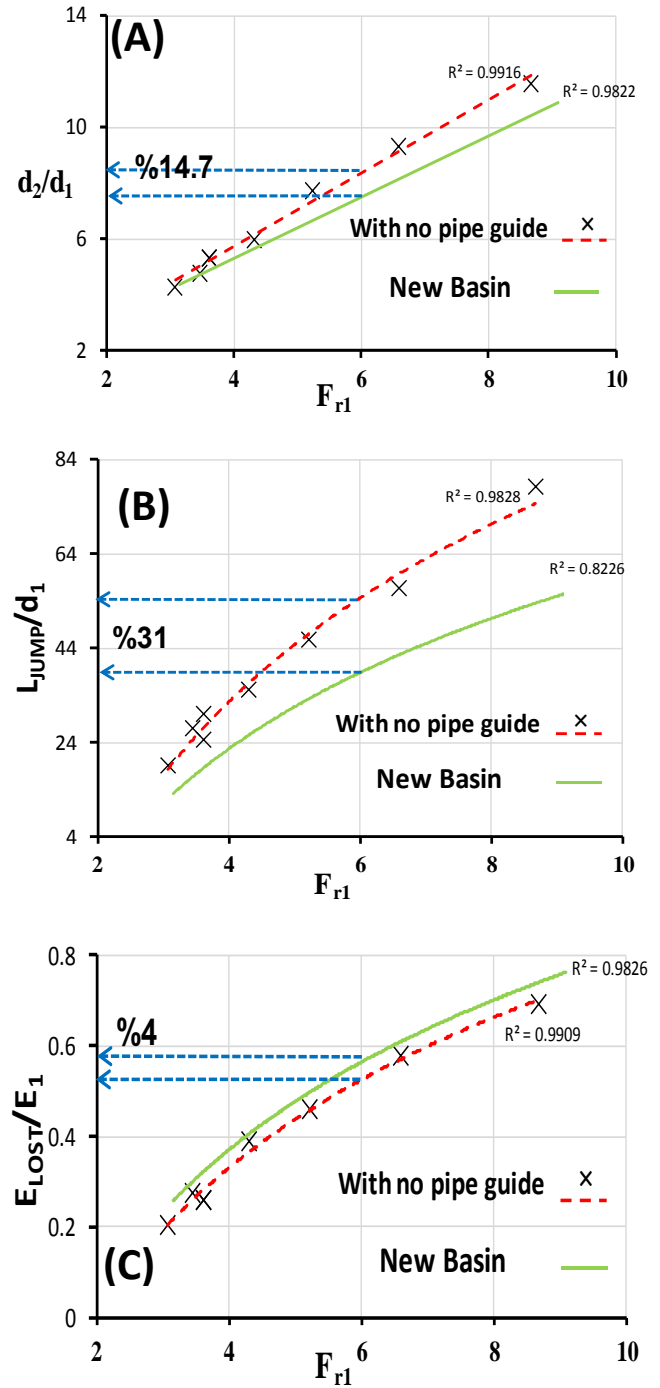 (A)
14
10
6
2
d2/d1
R² = 0.9916
R² = 0.9822
%14.7
With no pipe guide
New Basin
2 4 6 8 10
Fr1
(B)
84
64
44
24
4
LJUMP/d1
R² = 0.9828
R² = 0.8226
%31
With no pipe guide
New Basin
2 4 6 8 10
Fr1
0.8
0.6
0.4
0.2
0
ELOST/E1
R² = 0.9826
R² = 0.9909
%4
With no pipe guide
New Basin
(C)
2 4 6 8 10
Fr1